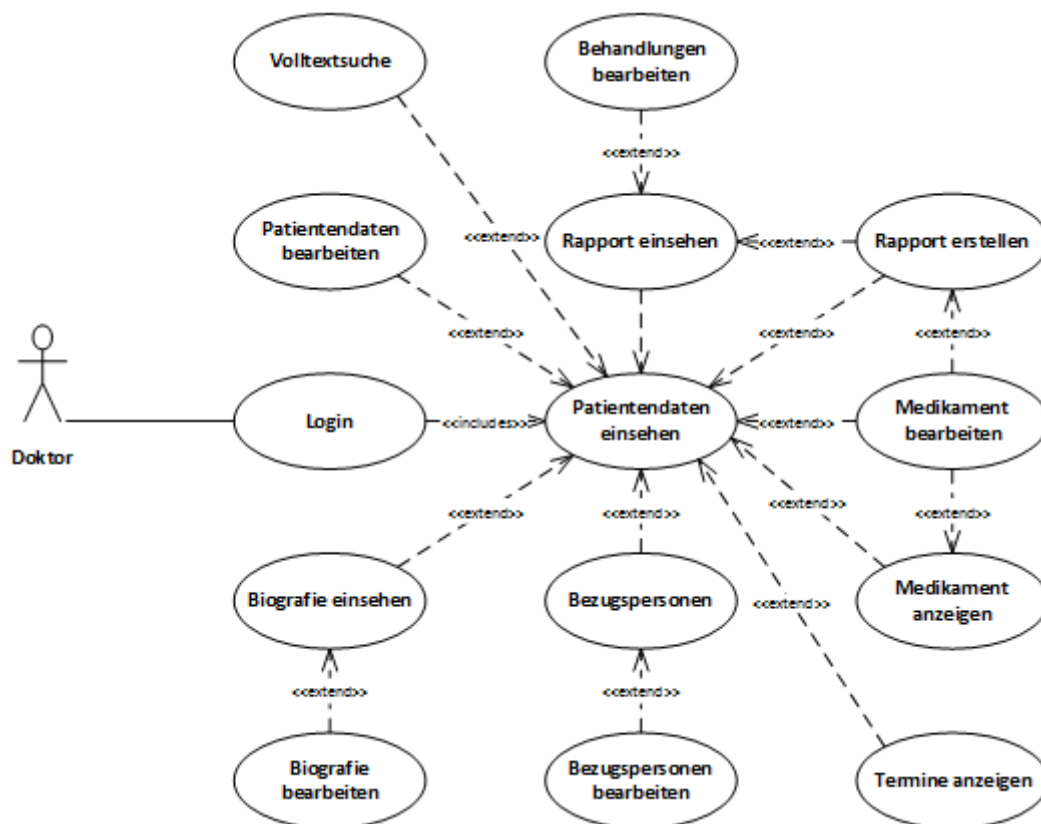 Volltextsuche
Behandlungen
bearbeiten
<<extend>>
Patientendaten
bearbeiten
<<extend>>
Rapport einsehen
<<extend>>
Rapport erstellen
<<extend>>
<<extend>>
<<extend>>
Doktor
Login
<<includes>>
Patientendaten
einsehen
<<extend>>
Medikament
bearbeiten
<<extend>>
<<extend>>
<<extend>>
<<extend>>
Biografie einsehen
Bezugspersonen
<<extend>>
Medikament
anzeigen
<<extend>>
<<extend>>
Biografie
bearbeiten
Bezugspersonen
bearbeiten
Termine anzeigen